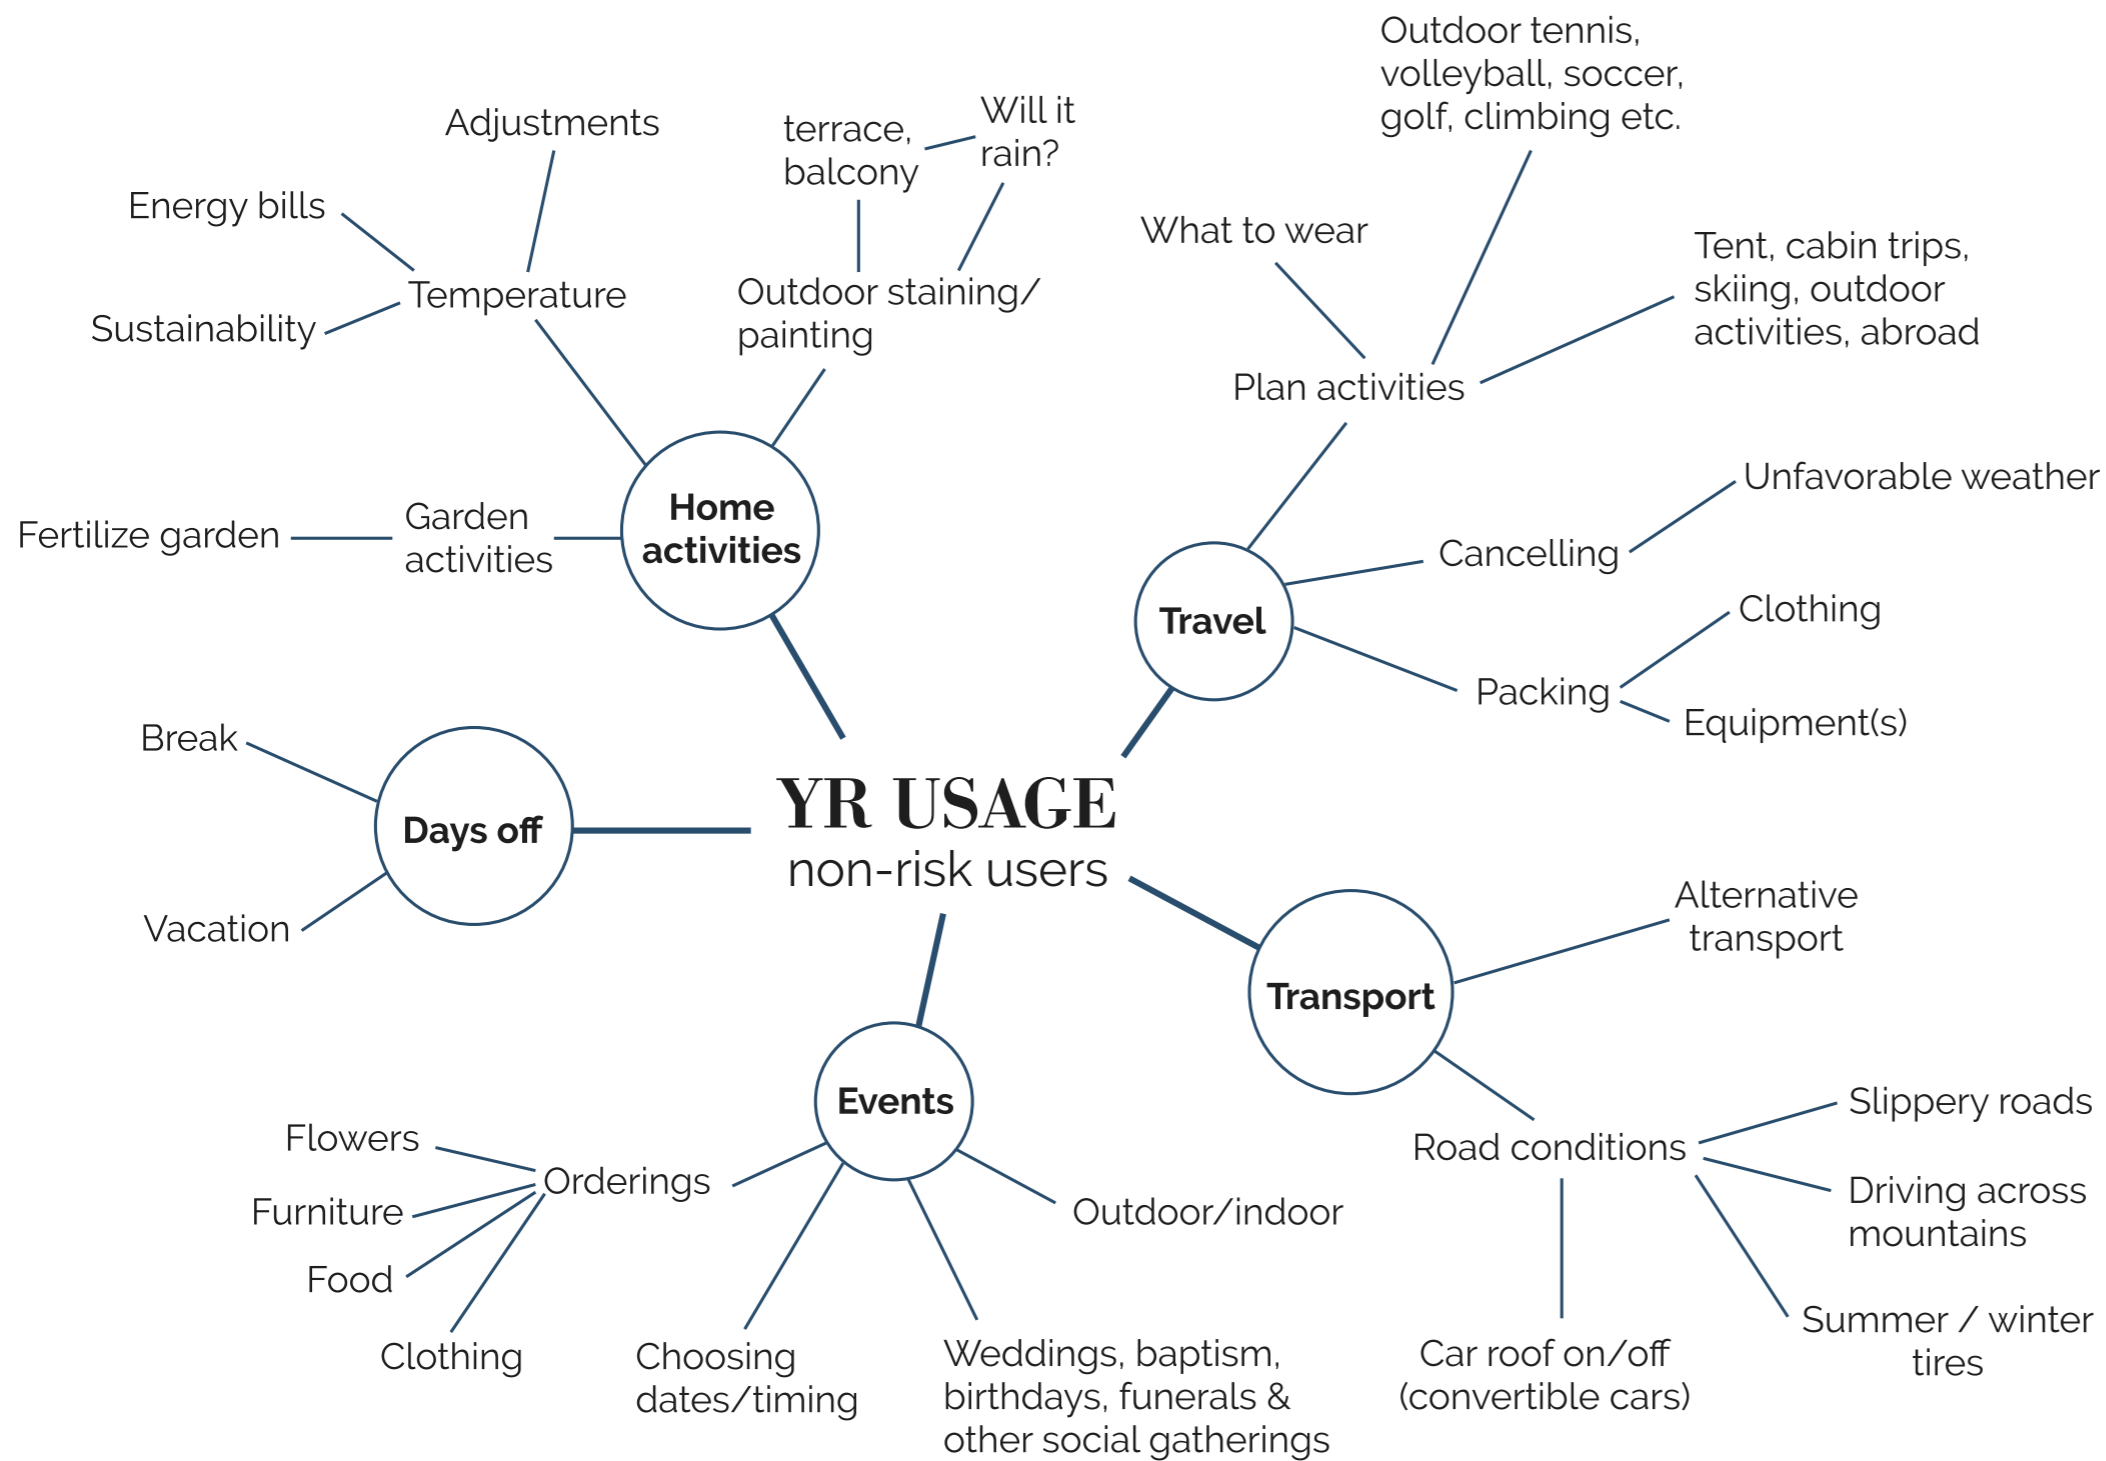 YR USAGE
non-risk users
Home
activities
Temperature
Adjustments
Energy bills
Sustainability
Outdoor staining/
painting
terrace,
balcony
Will it
rain?
Garden
activities
Fertilize garden
Travel
Plan activities
What to wear
Outdoor tennis,
volleyball, soccer,
golf, climbing etc.
Tent, cabin trips,
skiing, outdoor
activities, abroad
Cancelling
Unfavorable weather
Packing
Clothing
Equipment(s)
Transport
Alternative
transport
Road conditions
Slippery roads
Driving across
mountains
Summer / winter
tires
Car roof on/off
(convertible cars)
Events
Outdoor/indoor
Weddings, baptism,
birthdays, funerals &
other social gatherings
Choosing
dates/timing
Orderings
Flowers
Furniture
Food
Clothing
Days off
Break
Vacation